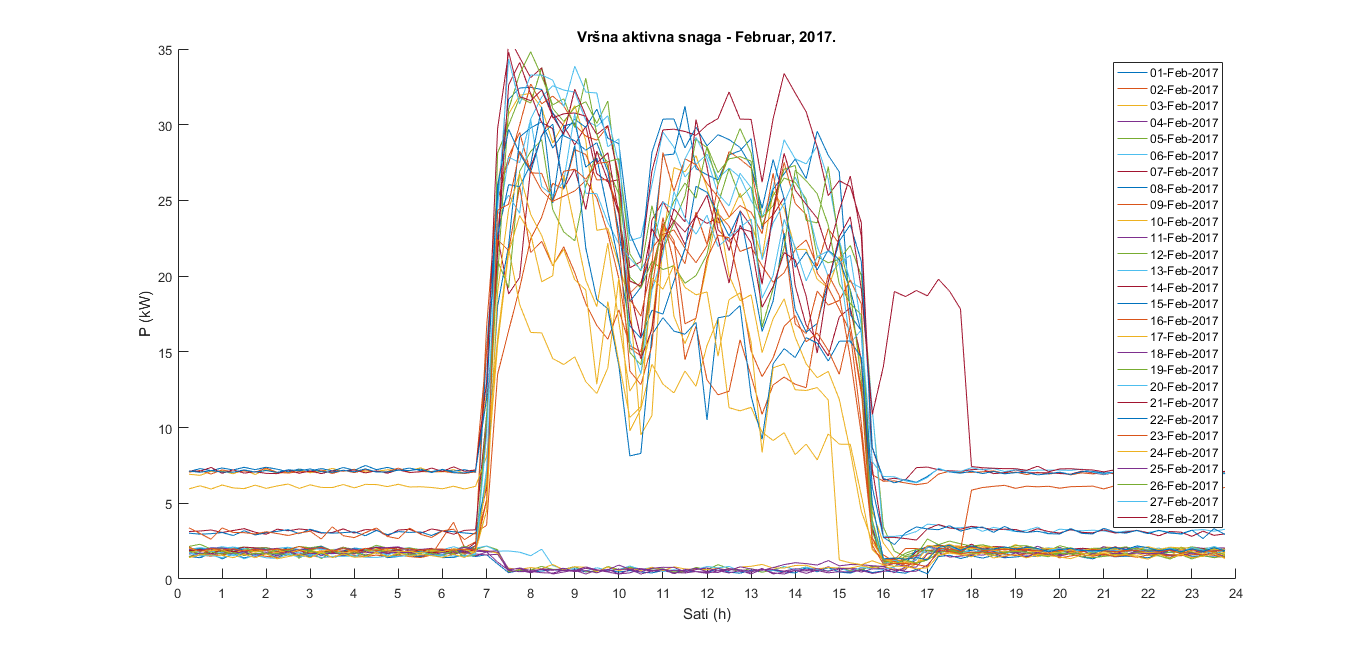 Vršna aktivna snaga - Februar, 2017.
35
30
25
20
15
10
5
0
P (kW)
0 1 2 3 4 5 6 7 8 9 10 11 12 13 14 15 16 17 18 19 20 21 22 23 24
Sati (h)
01-Feb-2017
02-Feb-2017
03-Feb-2017
04-Feb-2017
05-Feb-2017
06-Feb-2017
07-Feb-2017
08-Feb-2017
09-Feb-2017
10-Feb-2017
11-Feb-2017
12-Feb-2017
13-Feb-2017
14-Feb-2017
15-Feb-2017
16-Feb-2017
17-Feb-2017
18-Feb-2017
19-Feb-2017
20-Feb-2017
21-Feb-2017
22-Feb-2017
23-Feb-2017
24-Feb-2017
25-Feb-2017
26-Feb-2017
27-Feb-2017
28-Feb-2017